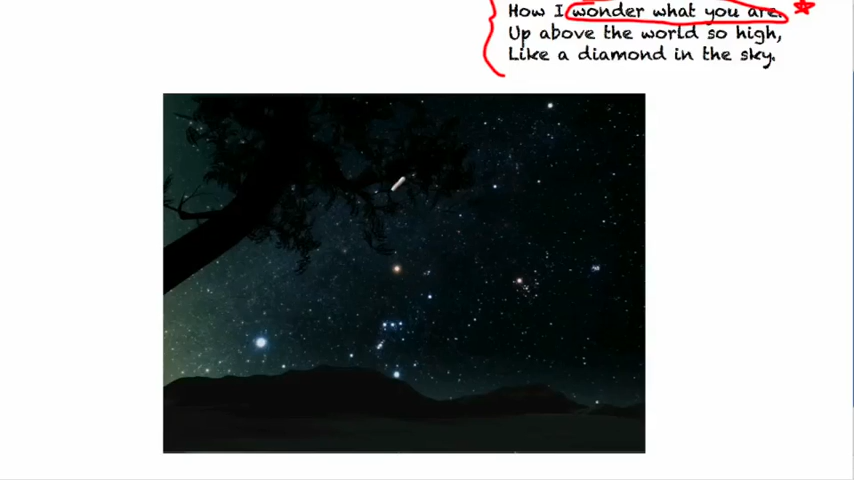 How I wonder what you are.
Up above the world so high,
Like a diamond in the sky.